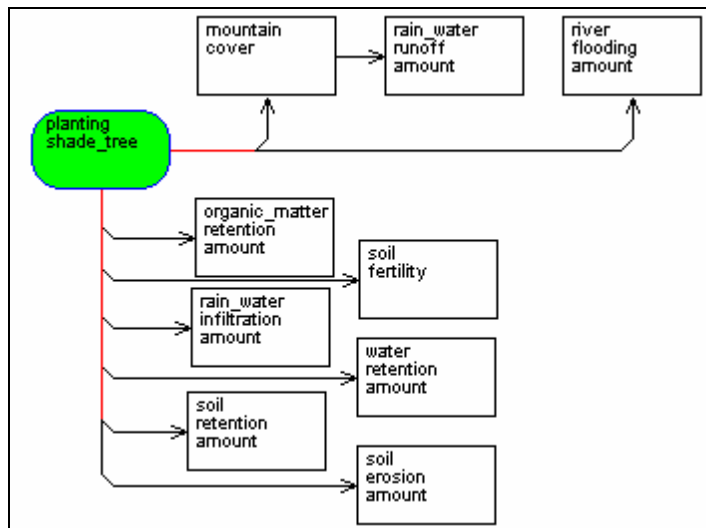 mountain
cover
rain_water
runoff
amount
river
flooding
amount
planting
shade_tree
organic_matter
retention
amount
soil
fertility
rain_water
infiltration
amount
water
retention
amount
soil
retention
amount
soil
erosion
amount